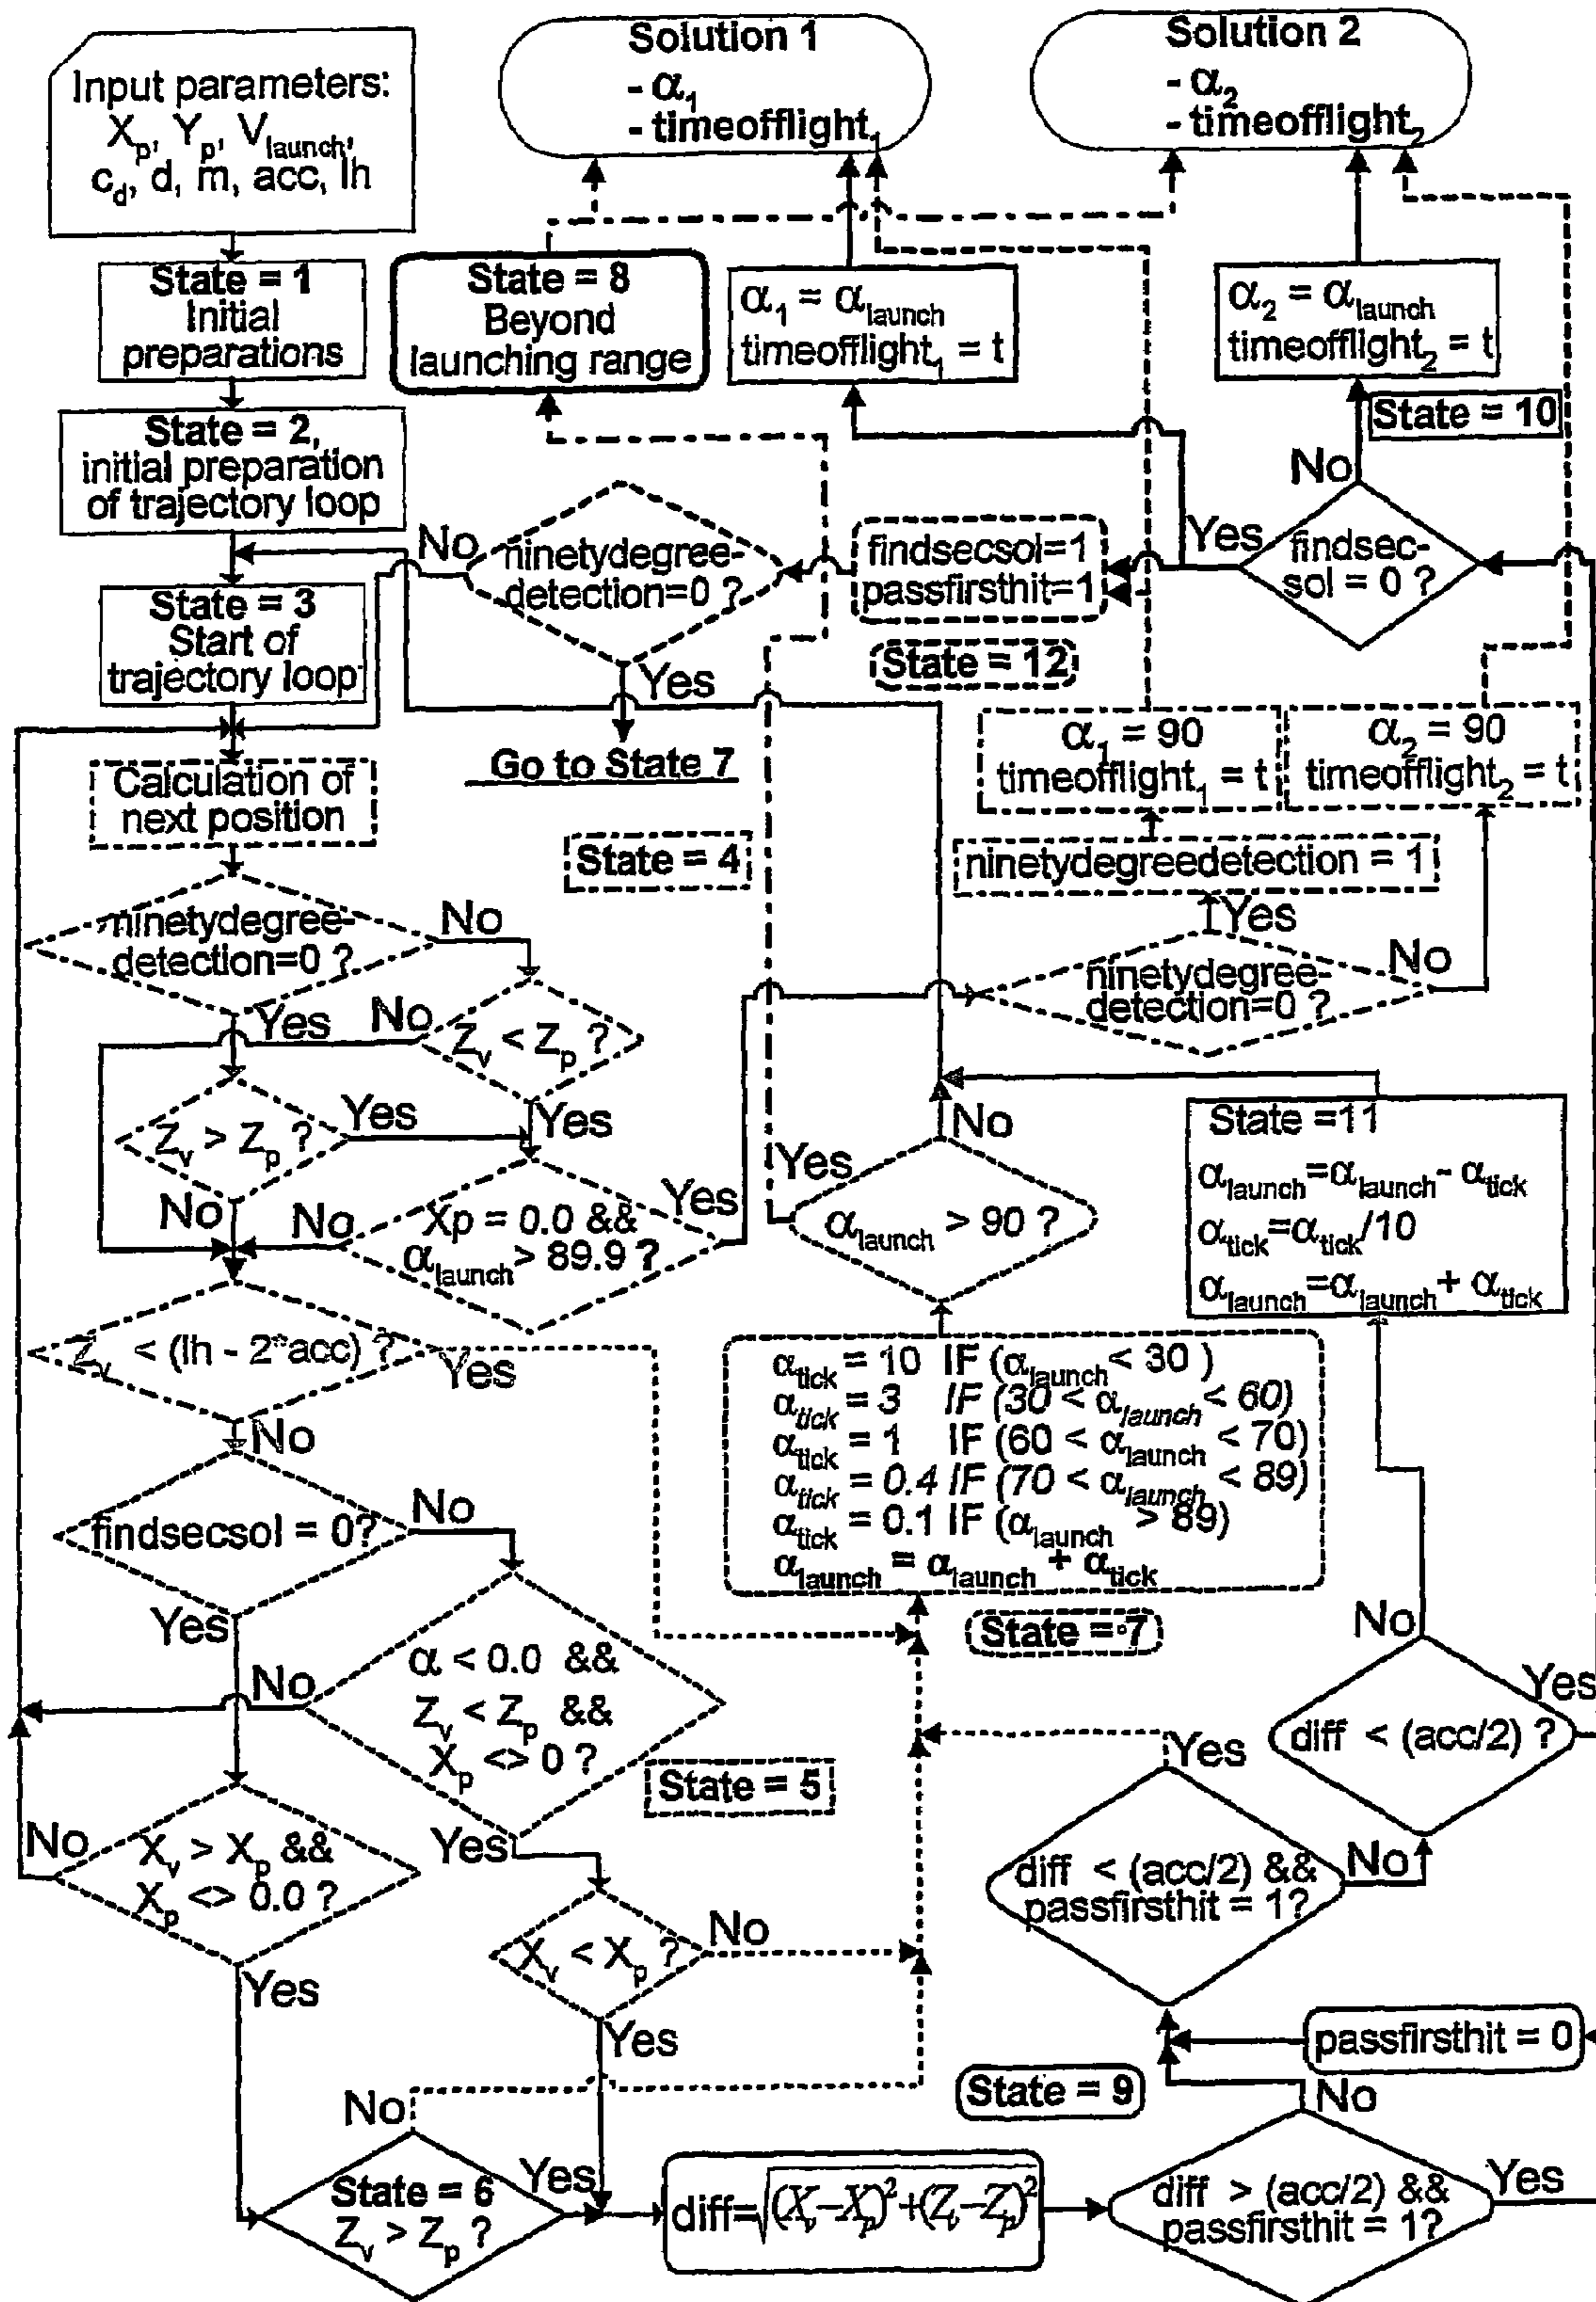 Input parameters:
Xp, Yp, Vlaunch,
cd, d, m, acc, lh
Solution 1
- α1
- timeofflight1
Solution 2
- α2
- timeofflight2
State = 1
Initial
preparations
State = 8
Beyond
launching range
α1 = αlaunch
timeofflight1 = t
α2 = αlaunch
timeofflight2 = t
State = 10
State = 2,
initial preparation
of trajectory loop
No
ninetydegree-
detection=0 ?
Yes
findsecsol=1
passfirsthit=1
State = 12
Yes
No
findsec-
sol = 0 ?
State = 3
Start of
trajectory loop
Go to State 7
α1 = 90
timeofflight1 = t
α2 = 90
timeofflight2 = t
Calculation of
next position
State = 4
ninetydegreedetection = 1
Yes
ninetydegree-
detection=0 ?
No
ninetydegree-
detection=0 ?
No
Yes
No
Zv < Zp ?
Yes
Zv > Zp ?
Yes
No
No
Xp = 0.0 &&
αlaunch > 89.9 ?
Yes
No
Yes
αlaunch > 90 ?
State =11
αlaunch=αlaunch- αtick
αtick=αtick/10
αlaunch=αlaunch+ αtick
Zv < (lh - 2*acc) ?
Yes
No
αtick = 10 IF (αlaunch < 30 )
αtick = 3 IF (30 < αlaunch < 60)
αtick = 1 IF (60 < αlaunch < 70)
αtick = 0.4 IF (70 < αlaunch < 89)
αtick = 0.1 IF (αlaunch > 89)
αlaunch = αlaunch + αtick
State = 7
findsecsol = 0?
No
Yes
α < 0.0 &&
Zv < Zp &&
Xp <> 0 ?
No
Yes
State = 5
No
diff < (acc/2) ?
Yes
Xv > Xp &&
Xp <> 0.0 ?
No
Yes
Xv < Xp ?
No
Yes
Yes
diff < (acc/2) &&
passfirsthit = 1?
No
passfirsthit = 0
State = 9
No
No
State = 6
Zv > Zp ?
Yes
diff=√(Xv−Xp)²+(Zv−Zp)²
diff > (acc/2) &&
passfirsthit = 1?
Yes